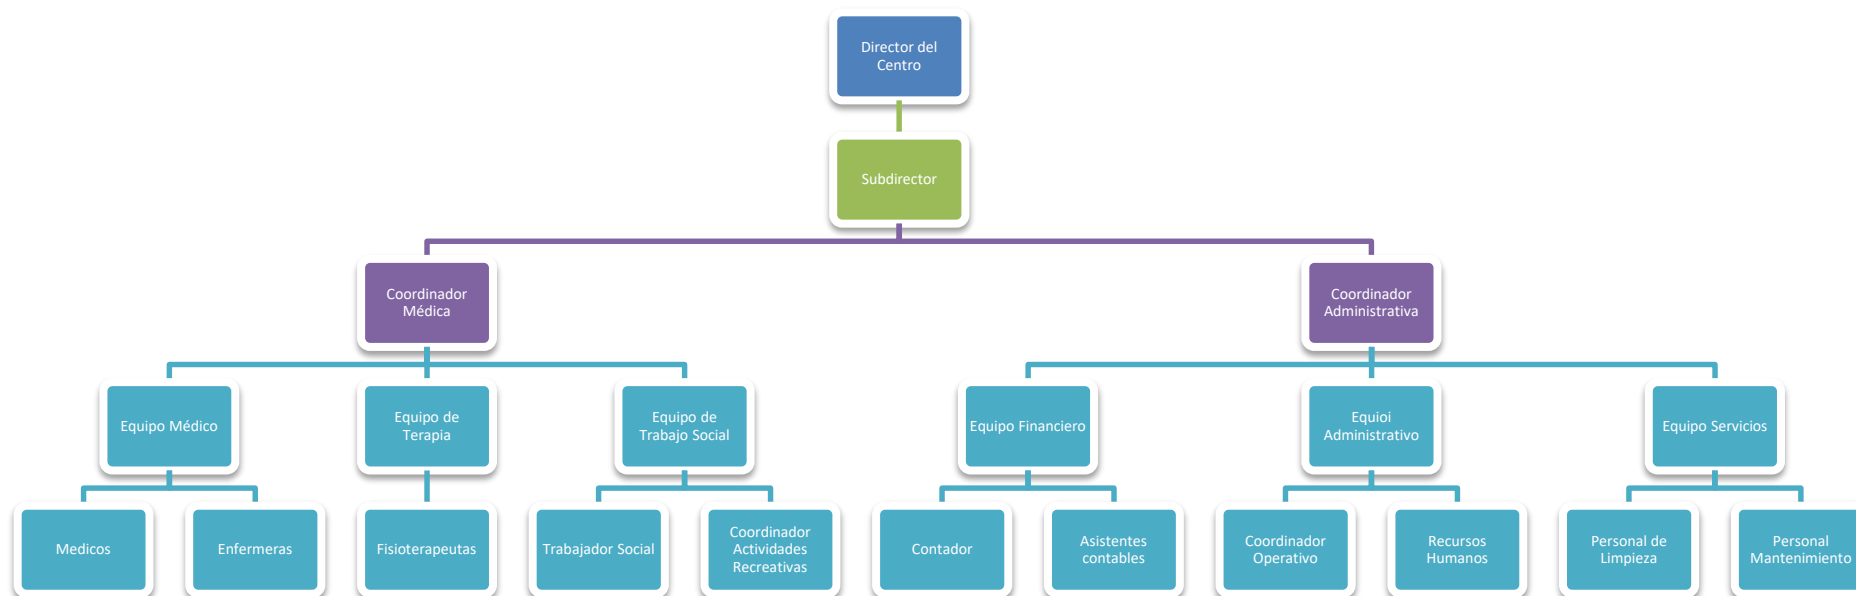 Director del
Centro
Subdirector
Coordinador
Médica
Coordinador
Administrativa
Equipo Médico
Equipo de
Terapia
Equipo de
Trabajo Social
Equipo Financiero
Equioi
Administrativo
Equipo Servicios
Medicos
Enfermeras
Fisioterapeutas
Trabajador Social
Coordinador
Actividades
Recreativas
Contador
Asistentes
contables
Coordinador
Operativo
Recursos
Humanos
Personal de
Limpieza
Personal
Mantenimiento